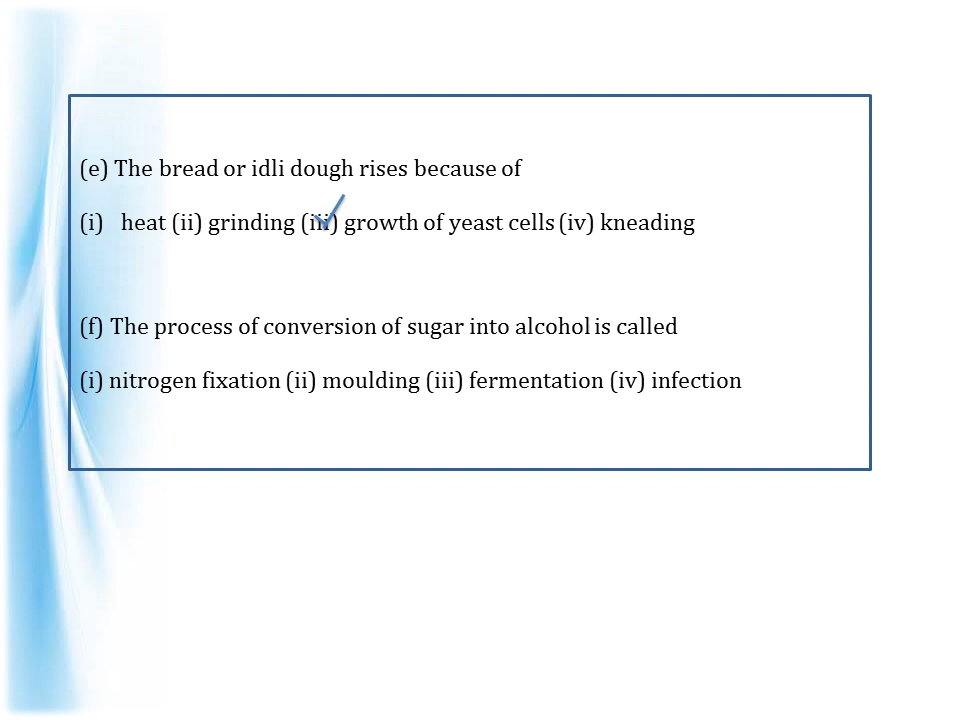 (e) The bread or idli dough rises because of
(i) heat (ii) grinding (iii) growth of yeast cells (iv) kneading
(f) The process of conversion of sugar into alcohol is called
(i) nitrogen fixation (ii) moulding (iii) fermentation (iv) infection